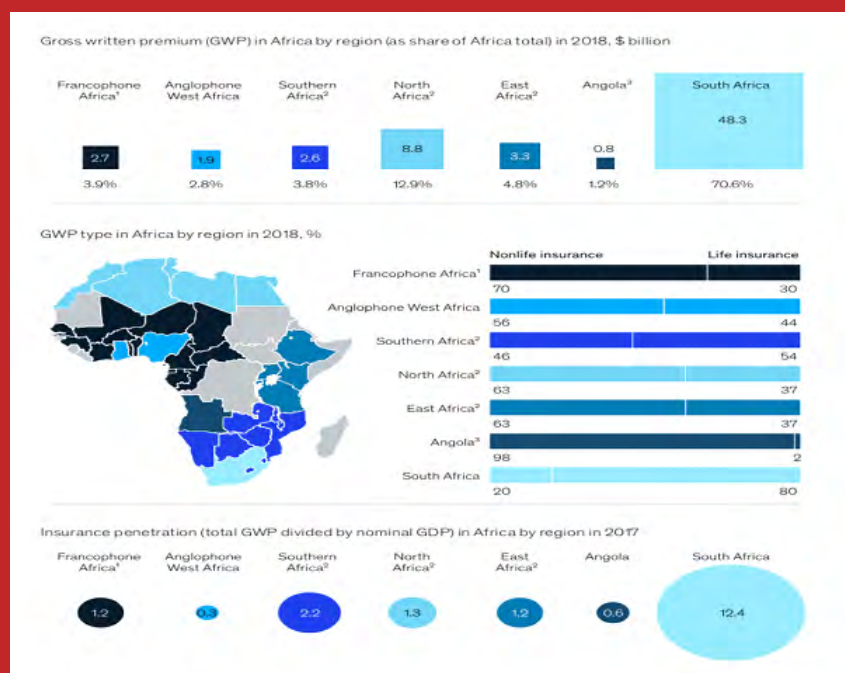 Gross written premium (GWP) in Africa by region (as share of Africa total) in 2018, $ billion
Francophone Africa¹
Anglophone West Africa
Southern Africa²
North Africa²
East Africa²
Angola³
South Africa
2.7
1.9
2.6
8.8
3.3
0.8
48.3
3.9%
2.8%
3.8%
12.9%
4.8%
1.2%
70.6%
GWP type in Africa by region in 2018, %
Nonlife insurance Life insurance
Francophone Africa¹
70 30
Anglophone West Africa
56 44
Southern Africa²
46 54
North Africa²
63 37
East Africa²
63 37
Angola³
98 2
South Africa
20 80
Insurance penetration (total GWP divided by nominal GDP) in Africa by region in 2017
Francophone Africa¹
Anglophone West Africa
Southern Africa²
North Africa²
East Africa²
Angola
South Africa
1.2
0.3
2.2
1.3
1.2
0.6
12.4